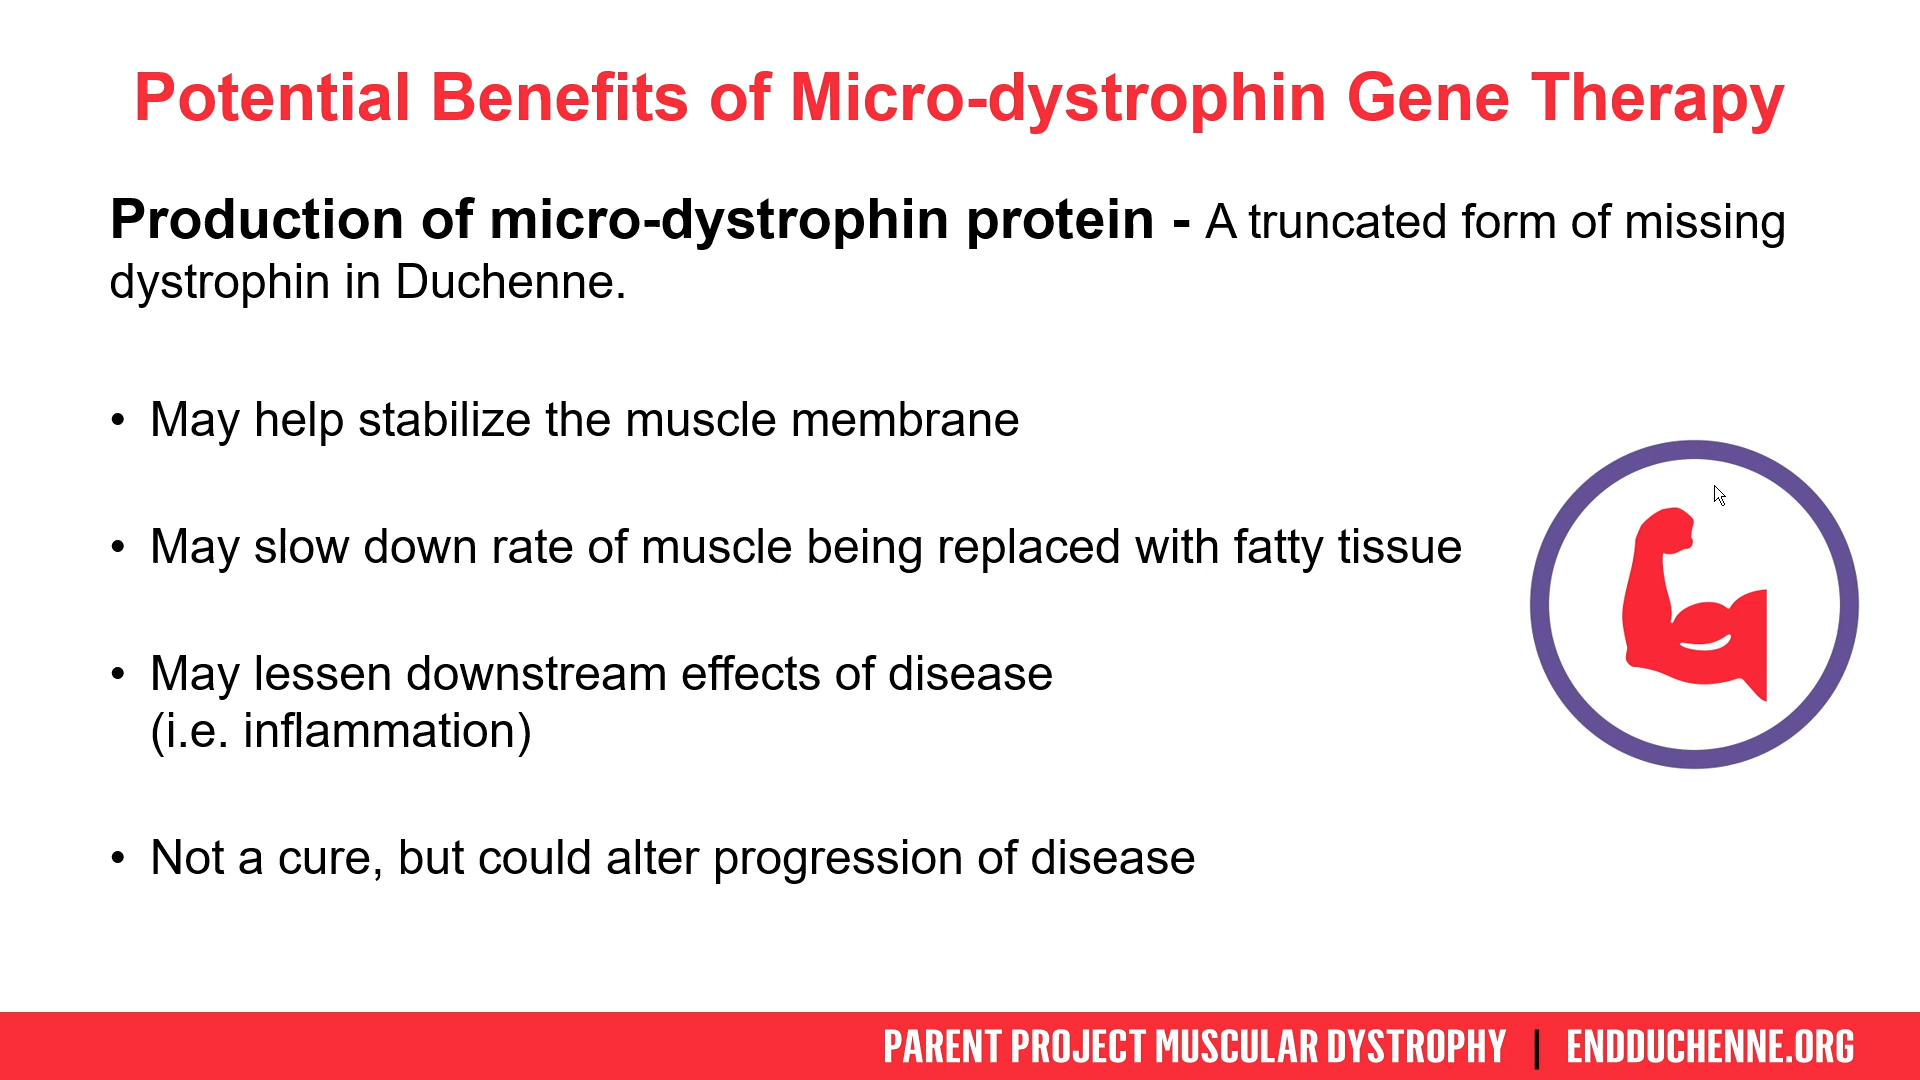 Potential Benefits of Micro-dystrophin Gene Therapy
Production of micro-dystrophin protein - A truncated form of missing
dystrophin in Duchenne.
• May help stabilize the muscle membrane
• May slow down rate of muscle being replaced with fatty tissue
• May lessen downstream effects of disease
(i.e. inflammation)
• Not a cure, but could alter progression of disease
PARENT PROJECT MUSCULAR DYSTROPHY | ENDDUCHENNE.ORG